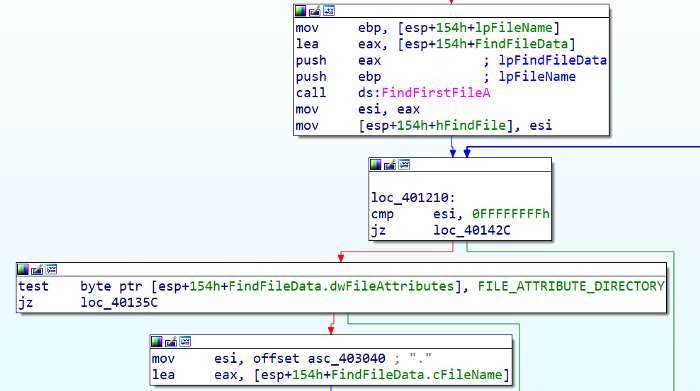 mov ebp, [esp+154h+lpFileName]
lea eax, [esp+154h+FindFileData]
push eax ; lpFindFileData
push ebp ; lpFileName
call ds:FindFirstFileA
mov esi, eax
mov [esp+154h+hFindFile], esi
loc_401210:
cmp esi, 0FFFFFFFFh
jz loc_40142C
test byte ptr [esp+154h+FindFileData.dwFileAttributes], FILE_ATTRIBUTE_DIRECTORY
jz loc_40135C
mov esi, offset asc_403040 ; "."
lea eax, [esp+154h+FindFileData.cFileName]